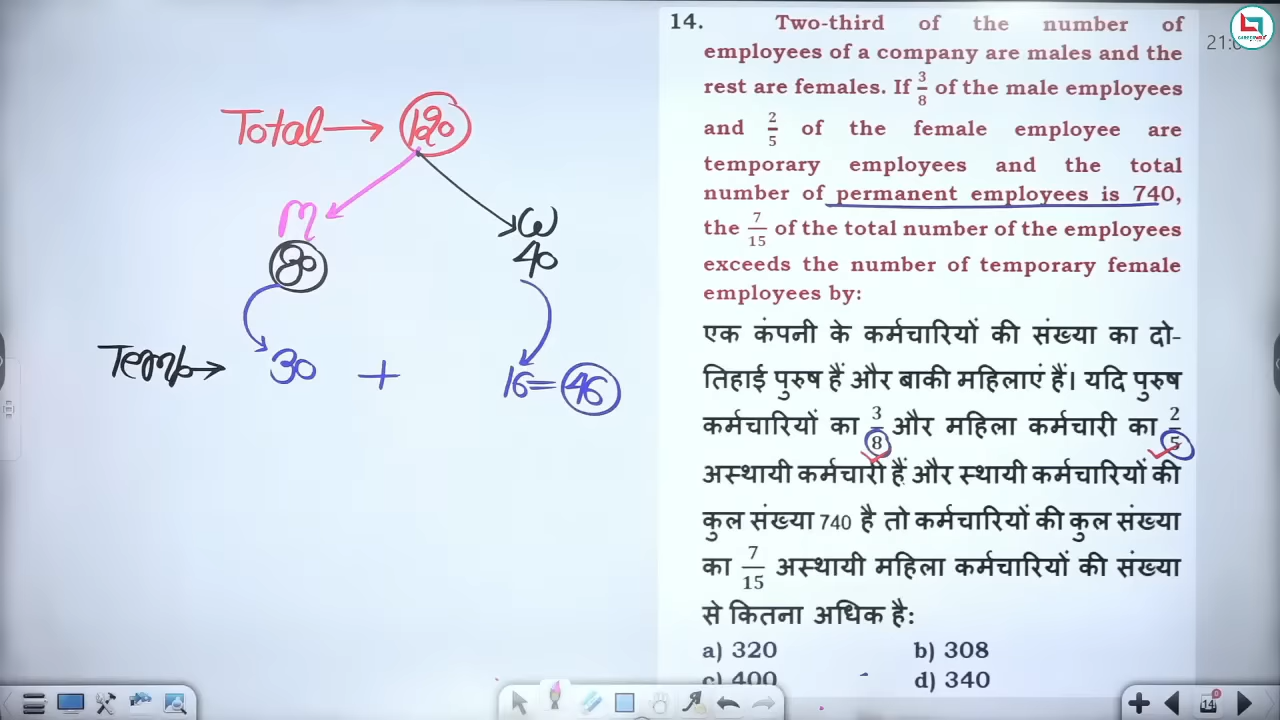 14. Two-third of the number of
employees of a company are males and the
rest are females. If 3/8 of the male employees
and 2/5 of the female employee are
temporary employees and the total
number of permanent employees is 740,
the 7/15 of the total number of the employees
exceeds the number of temporary female
employees by:
एक कंपनी के कर्मचारियों की संख्या का दो-
तिहाई पुरुष हैं और बाकी महिलाएं हैं। यदि पुरुष
कर्मचारियों का 3/8 और महिला कर्मचारी का 2/5
अस्थायी कर्मचारी हैं और स्थायी कर्मचारियों की
कुल संख्या 740 है तो कर्मचारियों की कुल संख्या
का 7/15 अस्थायी महिला कर्मचारियों की संख्या
से कितना अधिक है:
a) 320 b) 308
c) 400 d) 340
Total → 120
M W
80 40
Temp → 30 + 16 = 46
14